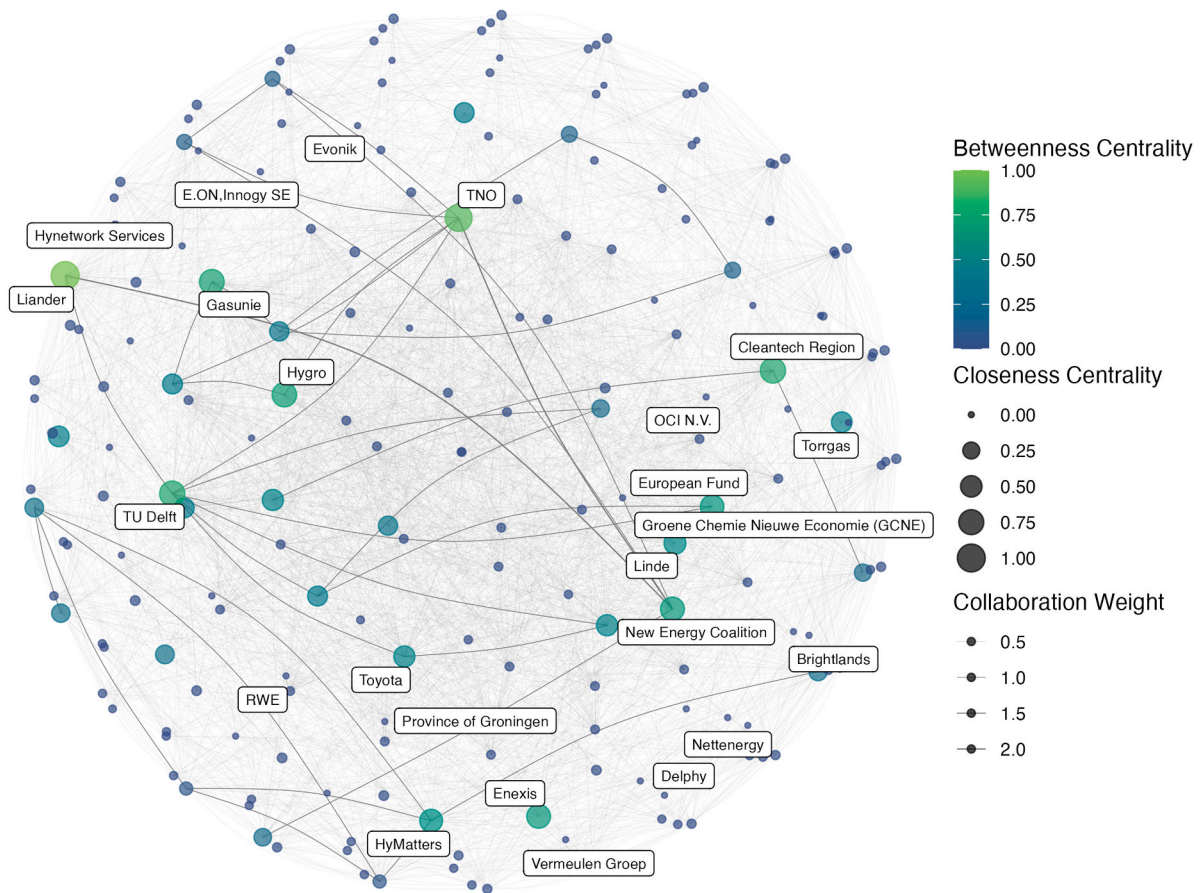 Evonik
E.ON,Innogy SE
TNO
Hynetwork Services
Liander
Gasunie
Hygro
Cleantech Region
OCI N.V.
Torrgas
European Fund
TU Delft
Groene Chemie Nieuwe Economie (GCNE)
Linde
New Energy Coalition
Brightlands
Toyota
RWE
Province of Groningen
Nettenergy
Delphy
Enexis
HyMatters
Vermeulen Groep
Betweenness Centrality
1.00
0.75
0.50
0.25
0.00
Closeness Centrality
0.00
0.25
0.50
0.75
1.00
Collaboration Weight
0.5
1.0
1.5
2.0